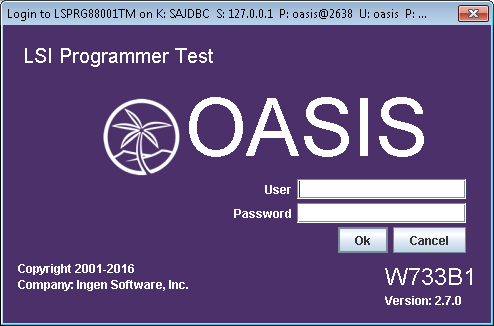 Login to LSPRG88001TM on K: SAJDBC S: 127.0.0.1 P: oasis@2638 U: oasis P: ...
LSI Programmer Test
OASIS
User
Password
Ok
Cancel
Copyright 2001-2016
Company: Ingen Software, Inc.
W733B1
Version: 2.7.0